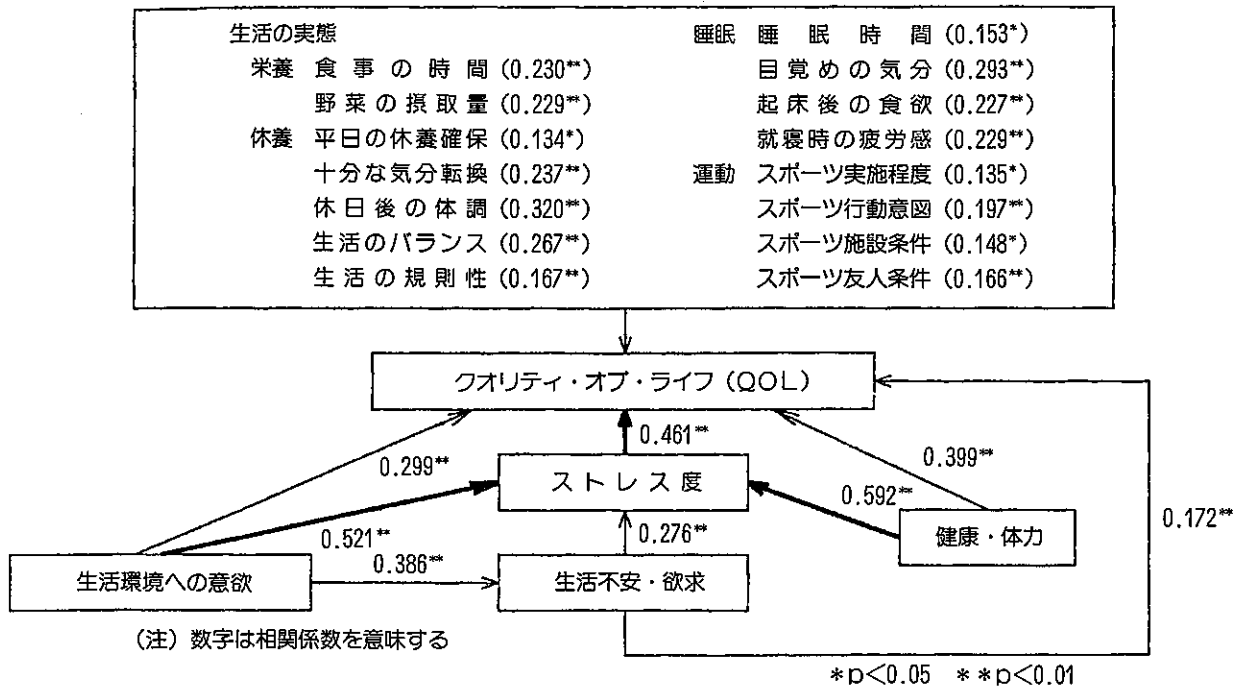 生活の実態
栄養 食事の時間 (0.230**)
野菜の摂取量 (0.229**)
休養 平日の休養確保 (0.134*)
十分な気分転換 (0.237**)
休日後の体調 (0.320**)
生活のバランス (0.267**)
生活の規則性 (0.167**)
睡眠 睡眠時間 (0.153*)
目覚めの気分 (0.293**)
起床後の食欲 (0.227**)
就寝時の疲労感 (0.229**)
運動 スポーツ実施程度 (0.135*)
スポーツ行動意図 (0.197**)
スポーツ施設条件 (0.148*)
スポーツ友人条件 (0.166**)
クオリティ・オブ・ライフ (QOL)
0.461**
0.299**
0.399**
ストレス度
0.592**
0.172**
0.521**
0.276**
健康・体力
0.386**
生活環境への意欲
生活不安・欲求
(注) 数字は相関係数を意味する
*p<0.05 **p<0.01